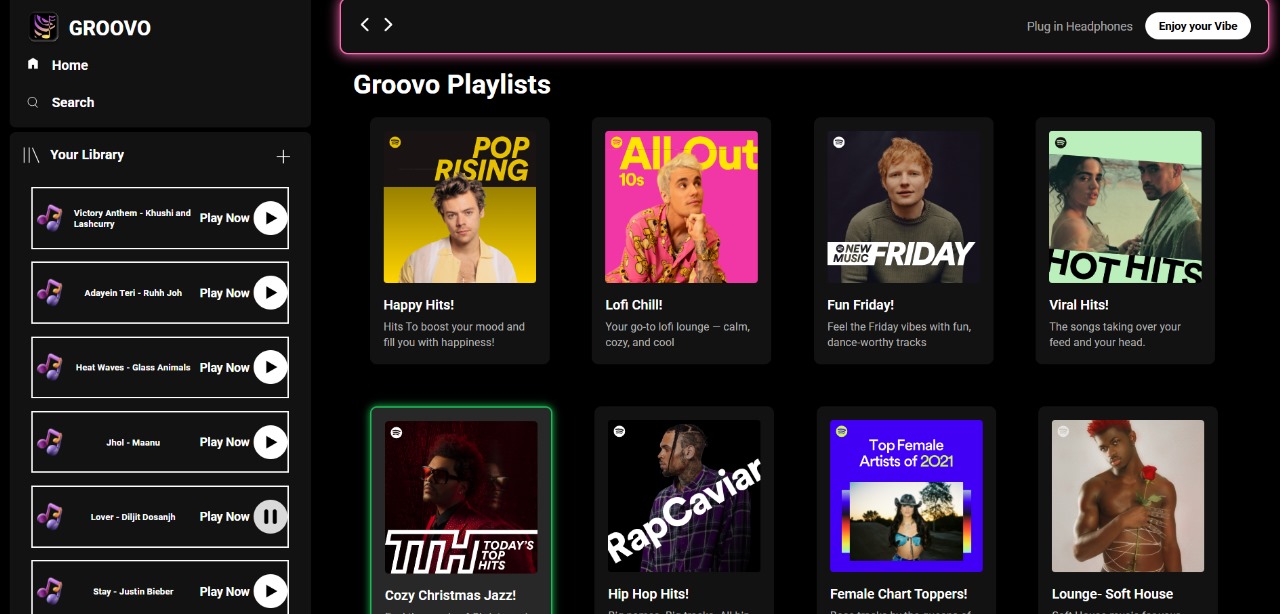 GROOVO
Home
Search
Your Library
Victory Anthem - Khushi and
Lashcurry
Play Now
Adayein Teri - Ruhh Joh
Play Now
Heat Waves - Glass Animals
Play Now
Jhol - Maanu
Play Now
Lover - Diljit Dosanjh
Play Now
Stay - Justin Bieber
Play Now
Plug in Headphones
Enjoy your Vibe
Groovo Playlists
POP
RISING
Happy Hits!
Hits To boost your mood and
fill you with happiness!
All Out
10s
Lofi Chill!
Your go-to lofi lounge — calm,
cozy, and cool
NEW
MUSIC FRIDAY
Fun Friday!
Feel the Friday vibes with fun,
dance-worthy tracks
HOT HITS
Viral Hits!
The songs taking over your
feed and your head.
TTH TODAY'S
TOP
HITS
Cozy Christmas Jazz!
RapCaviar
Hip Hop Hits!
Top Female
Artists of 2021
Female Chart Toppers!
Lounge- Soft House